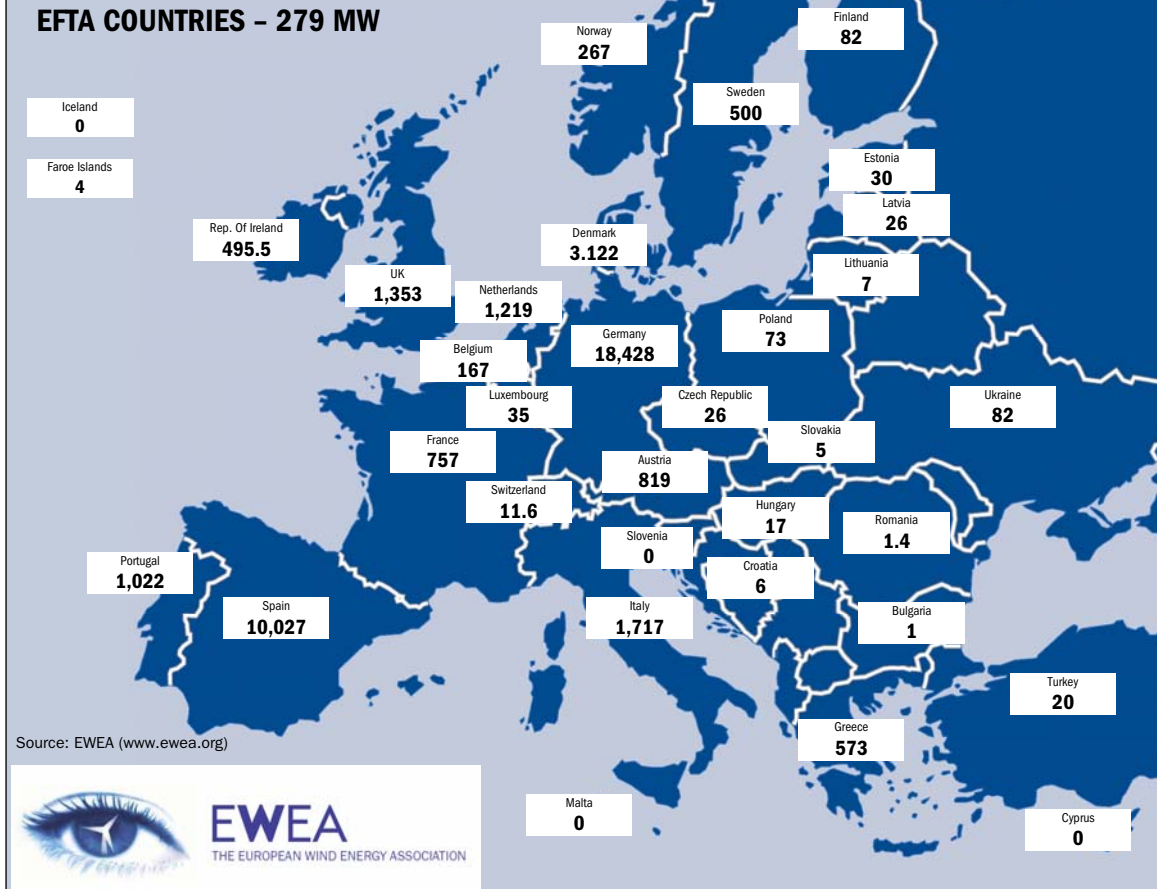 EFTA COUNTRIES – 279 MW
Finland
82
Norway
267
Sweden
500
Iceland
0
Faroe Islands
4
Estonia
30
Latvia
26
Rep. Of Ireland
495.5
Denmark
3.122
Lithuania
7
UK
1,353
Netherlands
1,219
Germany
18,428
Poland
73
Belgium
167
Luxembourg
35
Czech Republic
26
Ukraine
82
France
757
Slovakia
5
Austria
819
Switzerland
11.6
Hungary
17
Romania
1.4
Slovenia
0
Portugal
1,022
Croatia
6
Spain
10,027
Italy
1,717
Bulgaria
1
Turkey
20
Greece
573
Source: EWEA (www.ewea.org)
Malta
0
Cyprus
0
EWEA
THE EUROPEAN WIND ENERGY ASSOCIATION